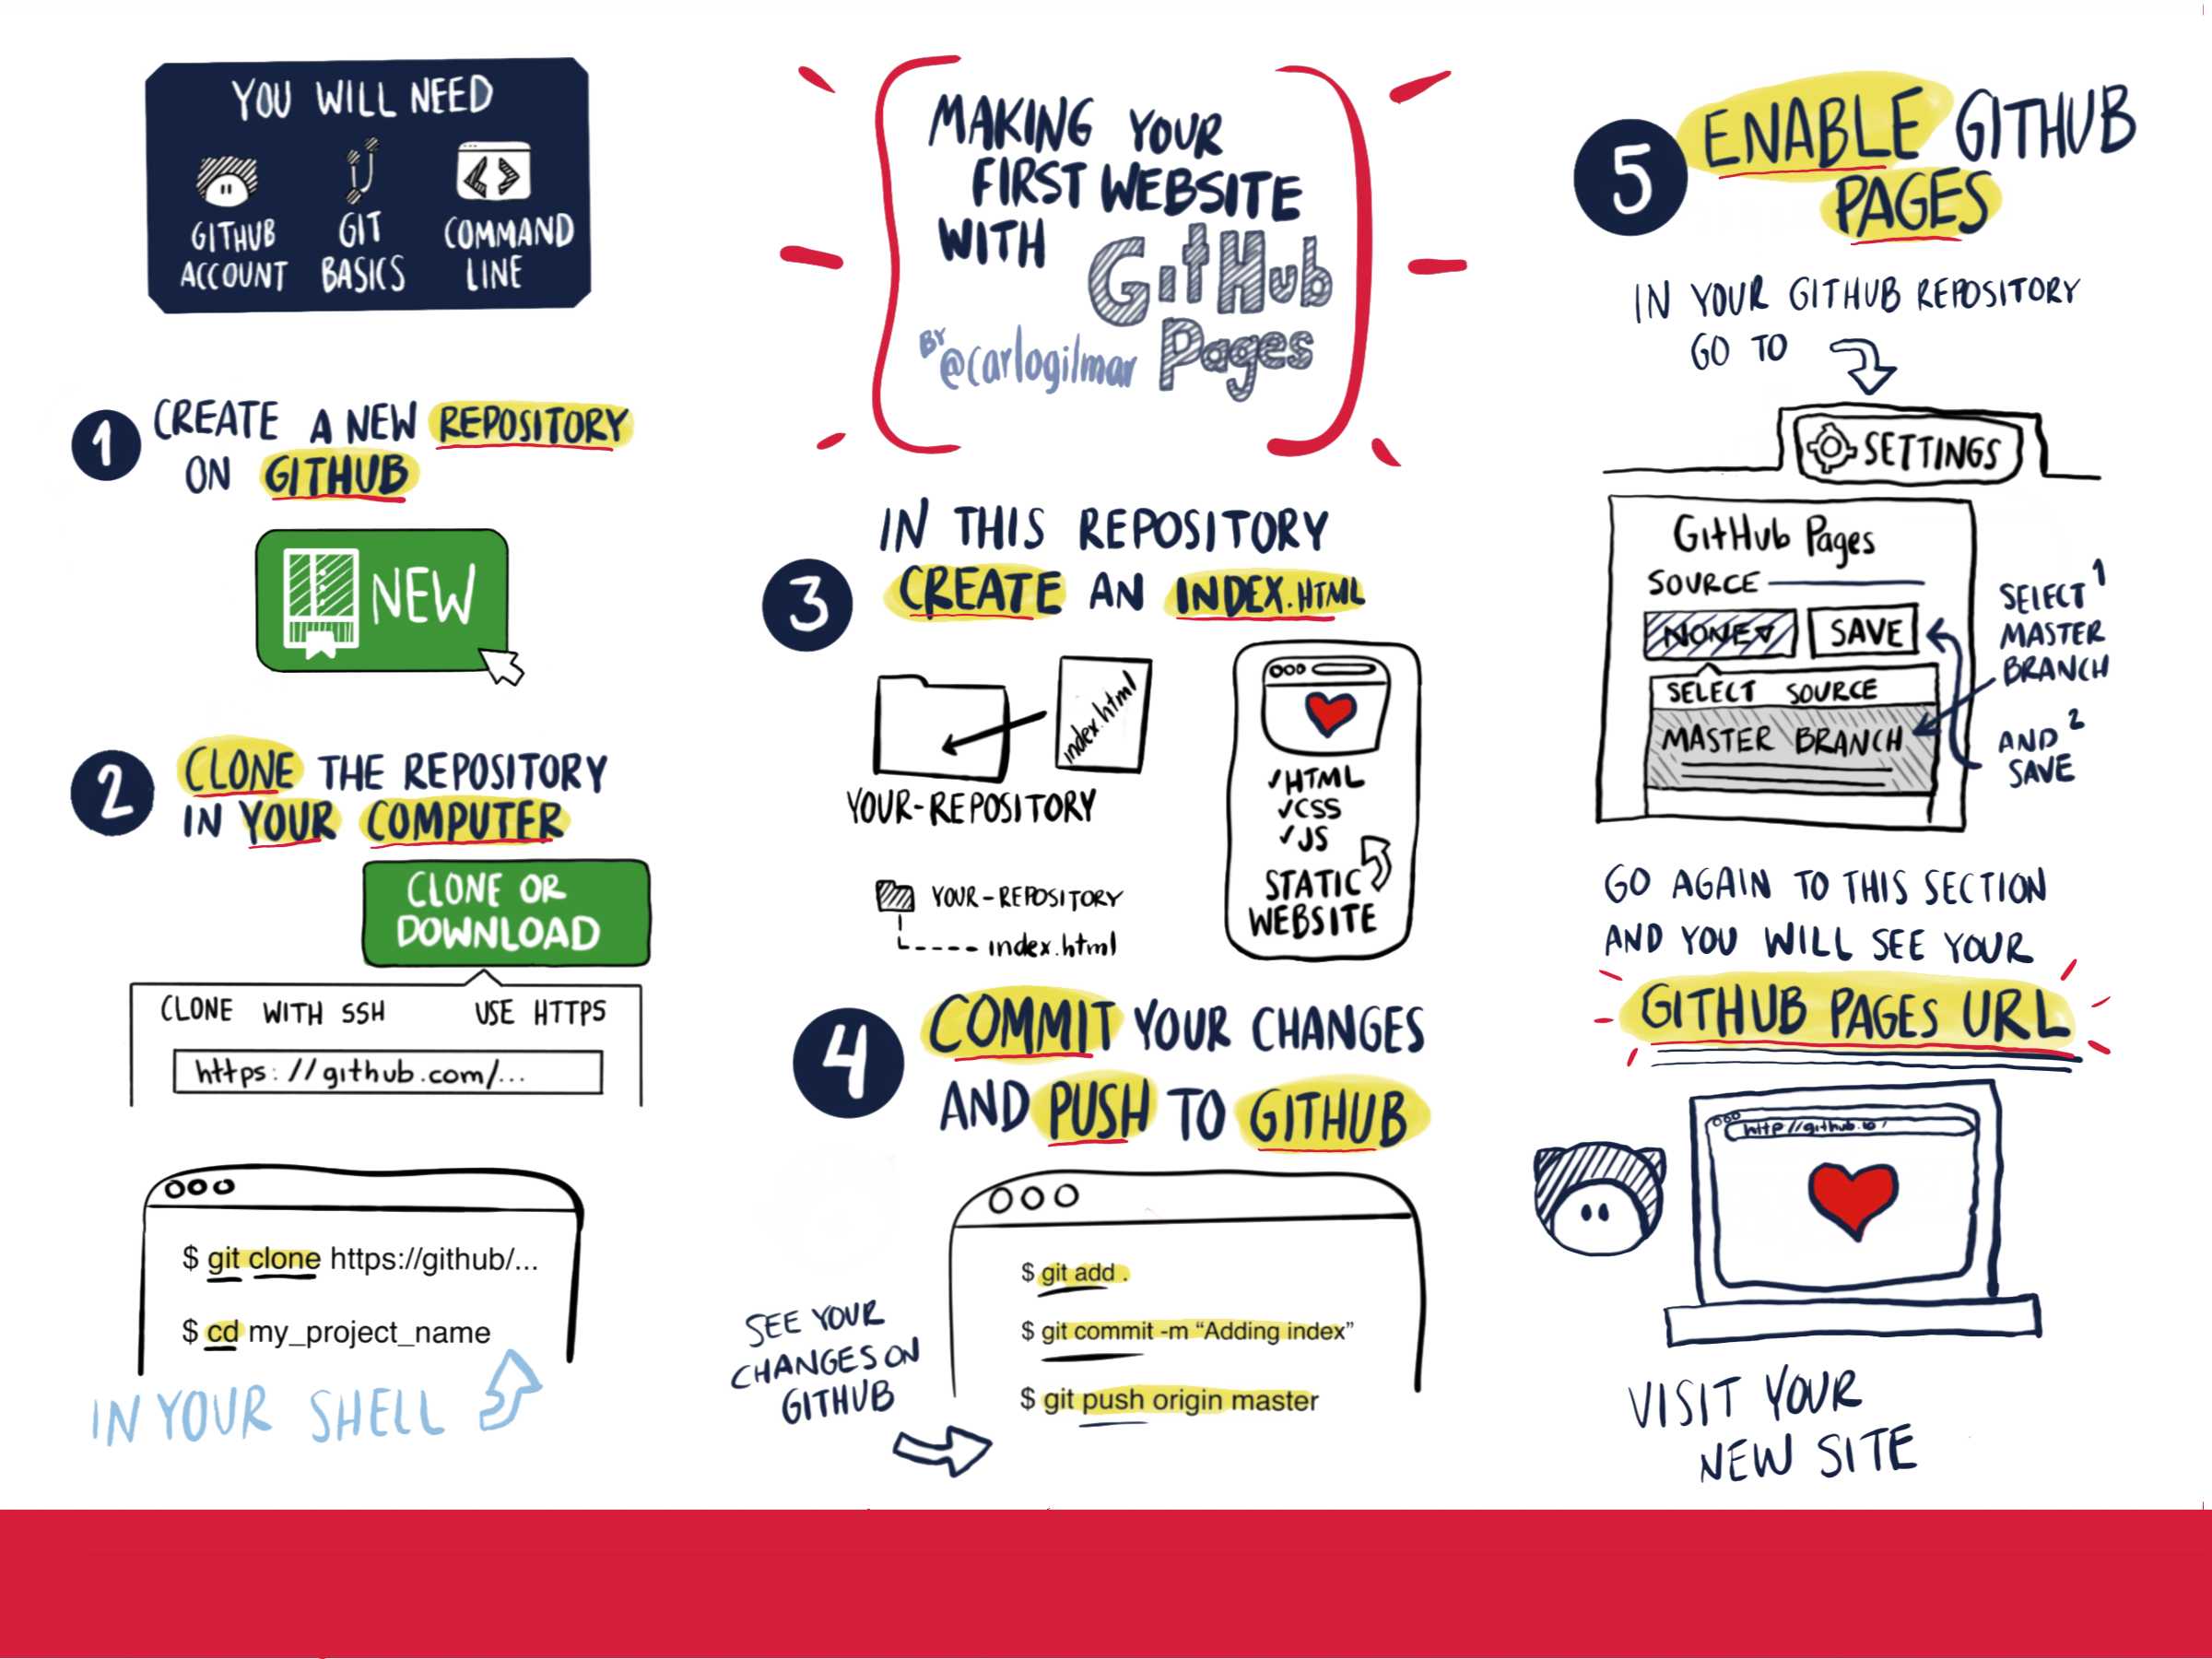 YOU WILL NEED
GITHUB ACCOUNT
GIT BASICS
COMMAND LINE
1 CREATE A NEW REPOSITORY
ON GITHUB
NEW
2 CLONE THE REPOSITORY
IN YOUR COMPUTER
CLONE OR
DOWNLOAD
CLONE WITH SSH USE HTTPS
https://github.com/...
$ git clone https://github/...
$ cd my_project_name
IN YOUR SHELL
MAKING YOUR
FIRST WEBSITE
WITH GitHub
Pages
BY @carlogilmar
3 IN THIS REPOSITORY
CREATE AN INDEX.HTML
index.html
YOUR-REPOSITORY
YOUR-REPOSITORY
index.html
✓HTML
✓CSS
✓JS
STATIC
WEBSITE
4 COMMIT YOUR CHANGES
AND PUSH TO GITHUB
$ git add .
$ git commit -m “Adding index”
$ git push origin master
SEE YOUR
CHANGES ON
GITHUB
5 ENABLE GITHUB
PAGES
IN YOUR GITHUB REPOSITORY
GO TO
SETTINGS
GitHub Pages
SOURCE
NONE SAVE
SELECT SOURCE
MASTER BRANCH
SELECT 1
MASTER
BRANCH
AND 2
SAVE
GO AGAIN TO THIS SECTION
AND YOU WILL SEE YOUR
GITHUB PAGES URL
http//github.io/
VISIT YOUR
NEW SITE